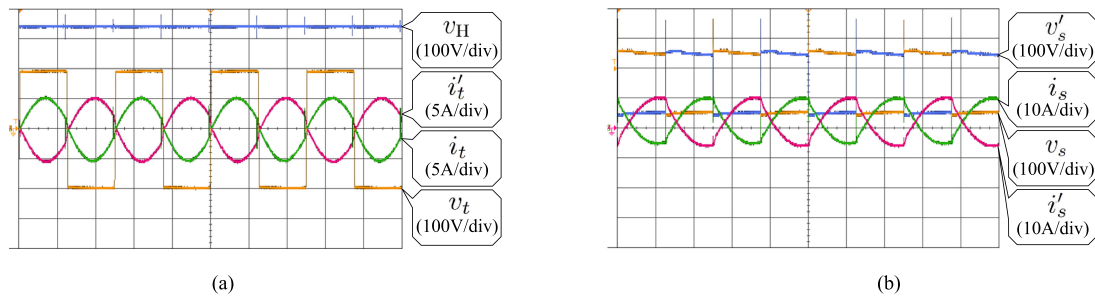 v_H
(100V/div)
i'_t
(5A/div)
i_t
(5A/div)
v_t
(100V/div)
(a)
v'_s
(100V/div)
i_s
(10A/div)
v_s
(100V/div)
i'_s
(10A/div)
(b)